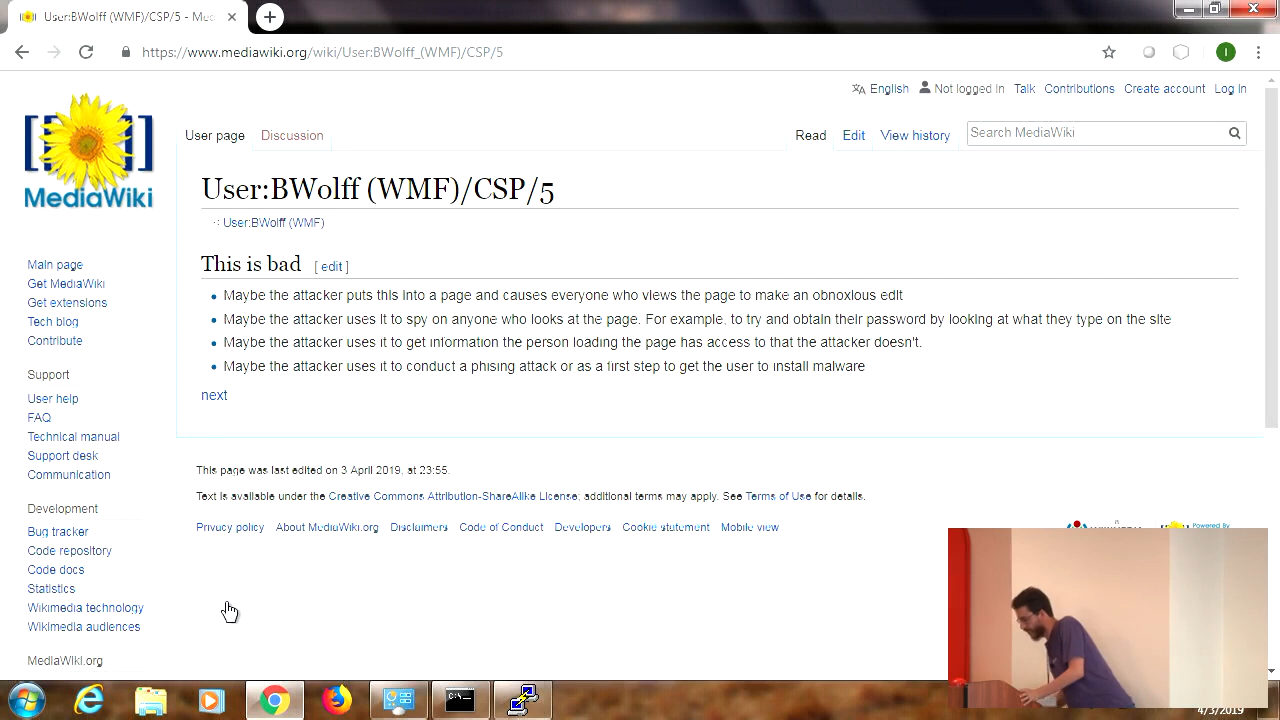 User:BWolff (WMF)/CSP/5 - Me
https://www.mediawiki.org/wiki/User:BWolff_(WMF)/CSP/5
I
English Not logged in Talk Contributions Create account Log in
MediaWiki
User page Discussion Read Edit View history Search MediaWiki
User:BWolff (WMF)/CSP/5
User:BWolff (WMF)
This is bad [ edit ]
Maybe the attacker puts this into a page and causes everyone who views the page to make an obnoxious edit
Maybe the attacker uses it to spy on anyone who looks at the page. For example, to try and obtain their password by looking at what they type on the site
Maybe the attacker uses it to get information the person loading the page has access to that the attacker doesn't.
Maybe the attacker uses it to conduct a phising attack or as a first step to get the user to install malware
next
Main page
Get MediaWiki
Get extensions
Tech blog
Contribute
Support
User help
FAQ
Technical manual
Support desk
Communication
Development
Bug tracker
Code repository
Code docs
Statistics
Wikimedia technology
Wikimedia audiences
MediaWiki.org
This page was last edited on 3 April 2019, at 23:55.
Text is available under the Creative Commons Attribution-ShareAlike License; additional terms may apply. See Terms of Use for details.
Privacy policy About MediaWiki.org Disclaimers Code of Conduct Developers Cookie statement Mobile view
Powered By
4/3/2019